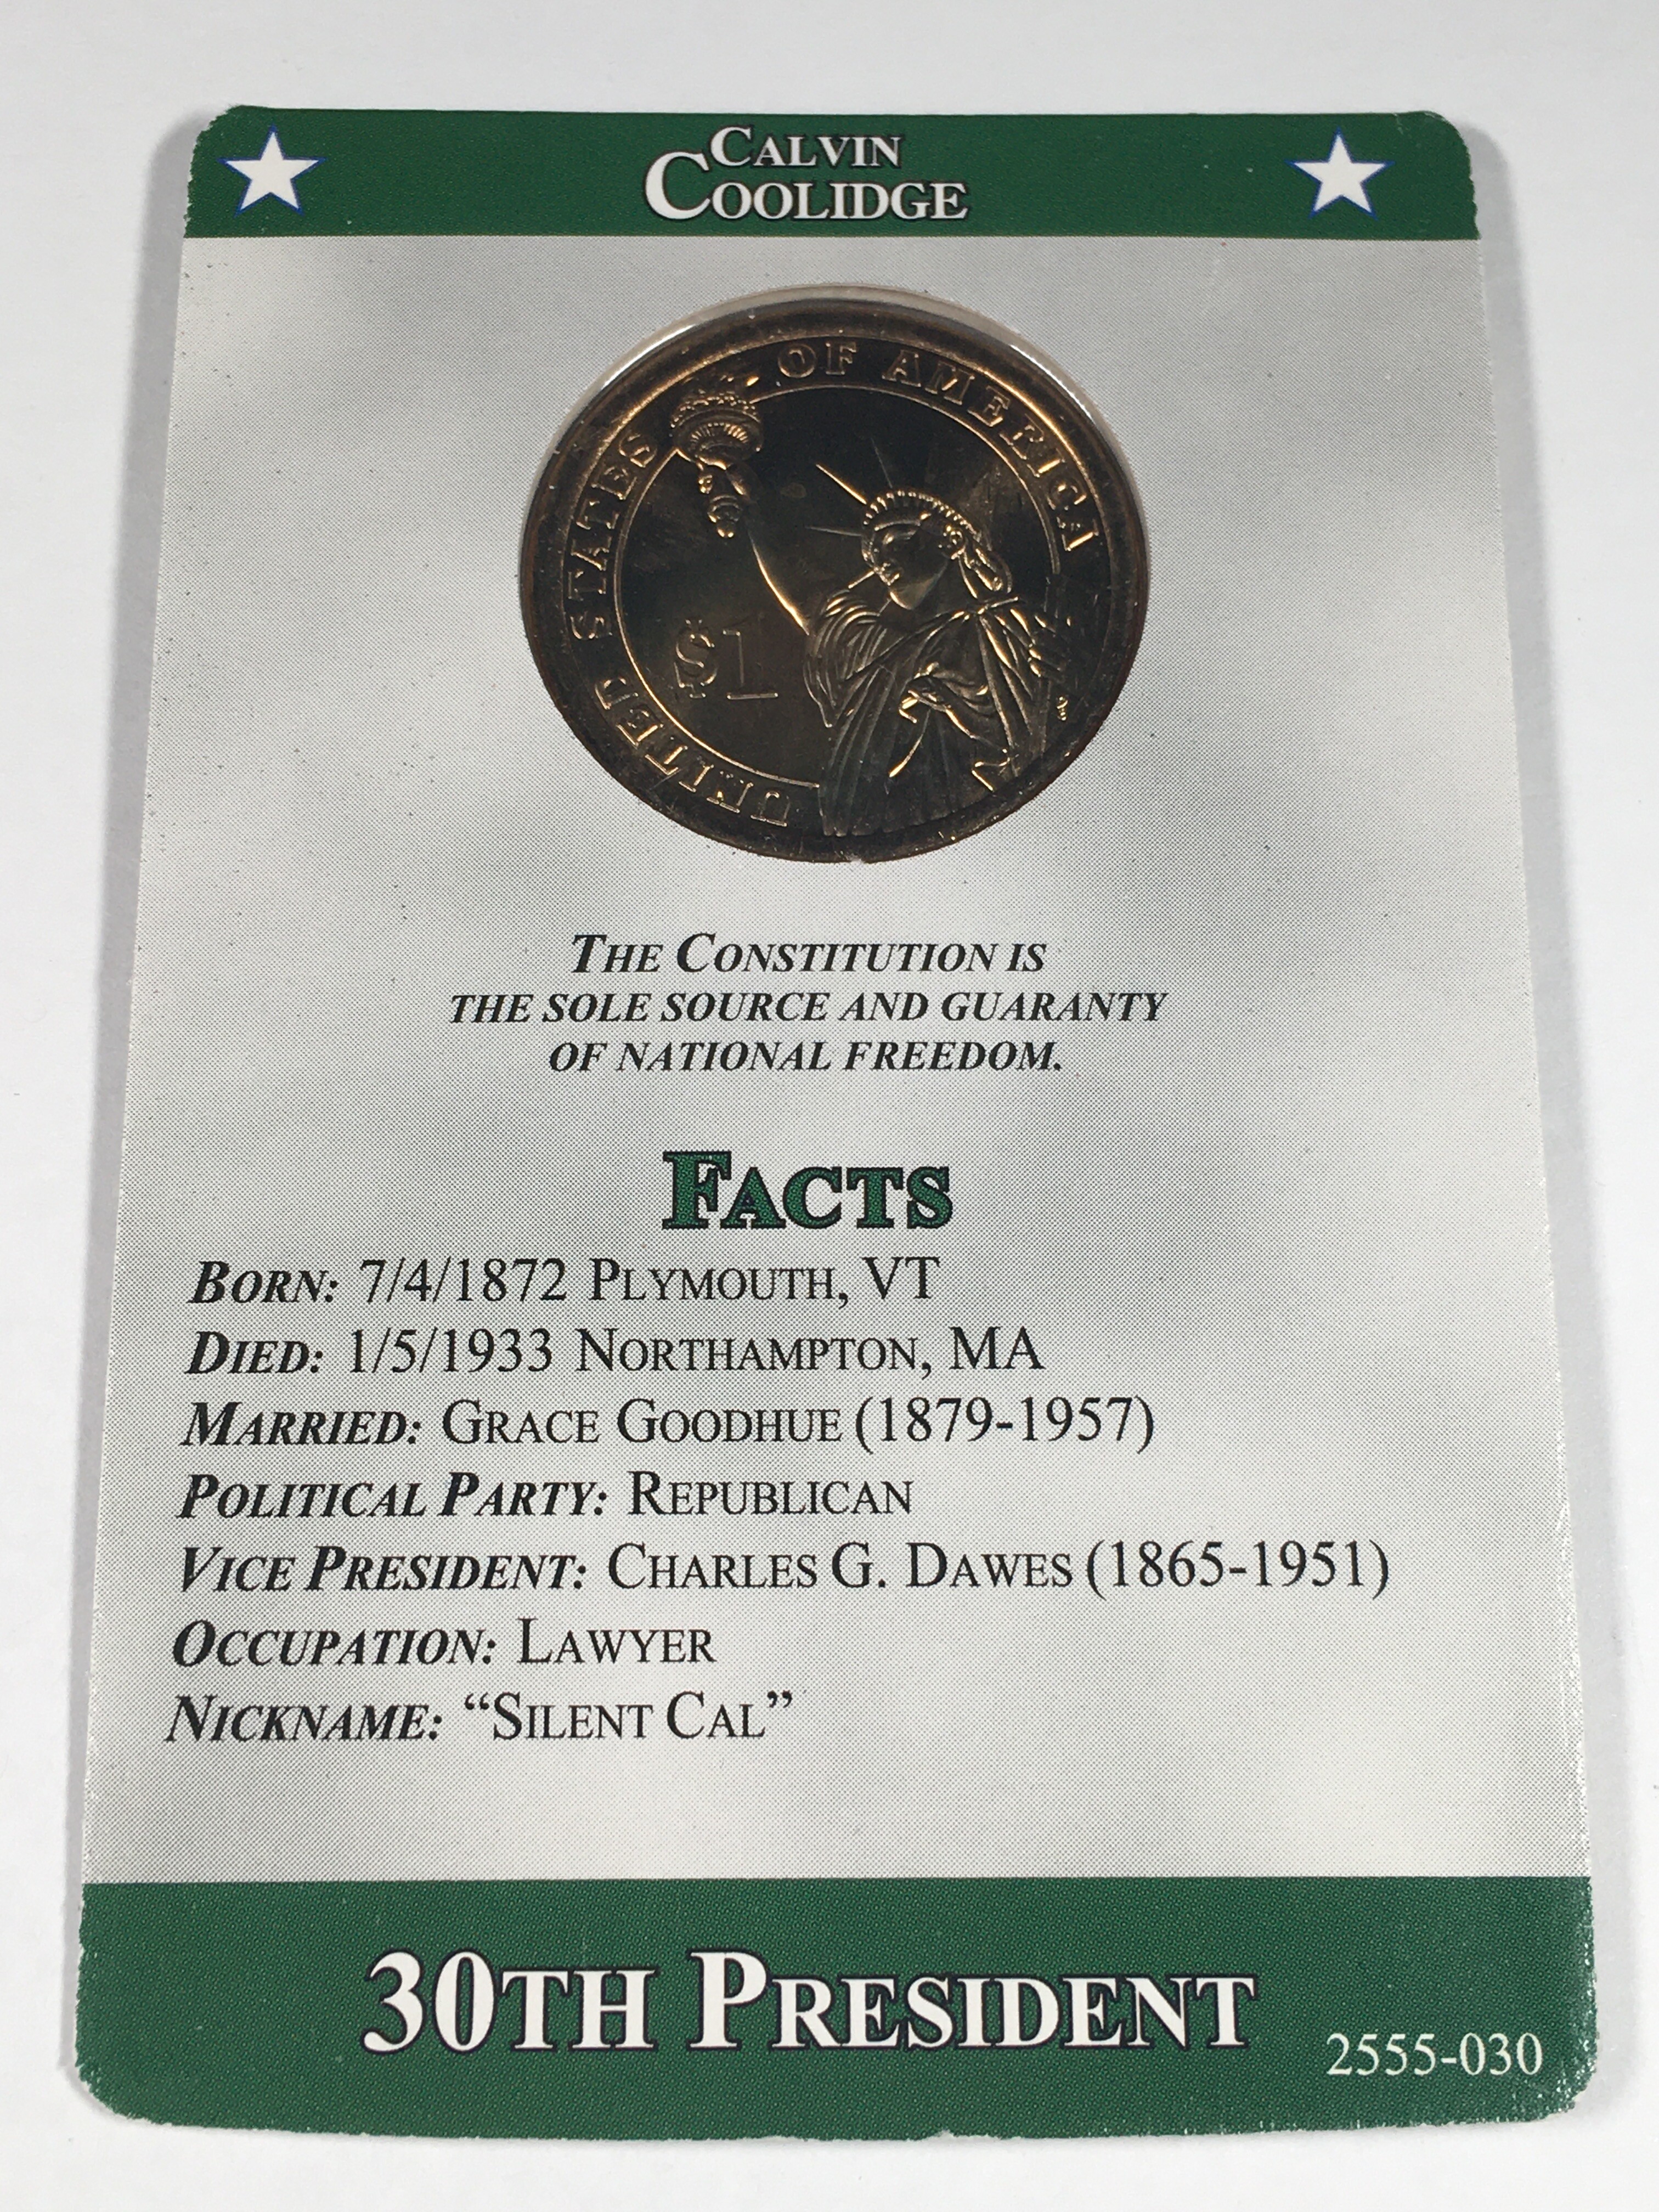 CALVIN
COOLIDGE
UNITED STATES OF AMERICA
$1
THE CONSTITUTION IS
THE SOLE SOURCE AND GUARANTY
OF NATIONAL FREEDOM.
FACTS
BORN: 7/4/1872 PLYMOUTH, VT
DIED: 1/5/1933 NORTHAMPTON, MA
MARRIED: GRACE GOODHUE (1879-1957)
POLITICAL PARTY: REPUBLICAN
VICE PRESIDENT: CHARLES G. DAWES (1865-1951)
OCCUPATION: LAWYER
NICKNAME: “SILENT CAL”
30TH PRESIDENT
2555-030